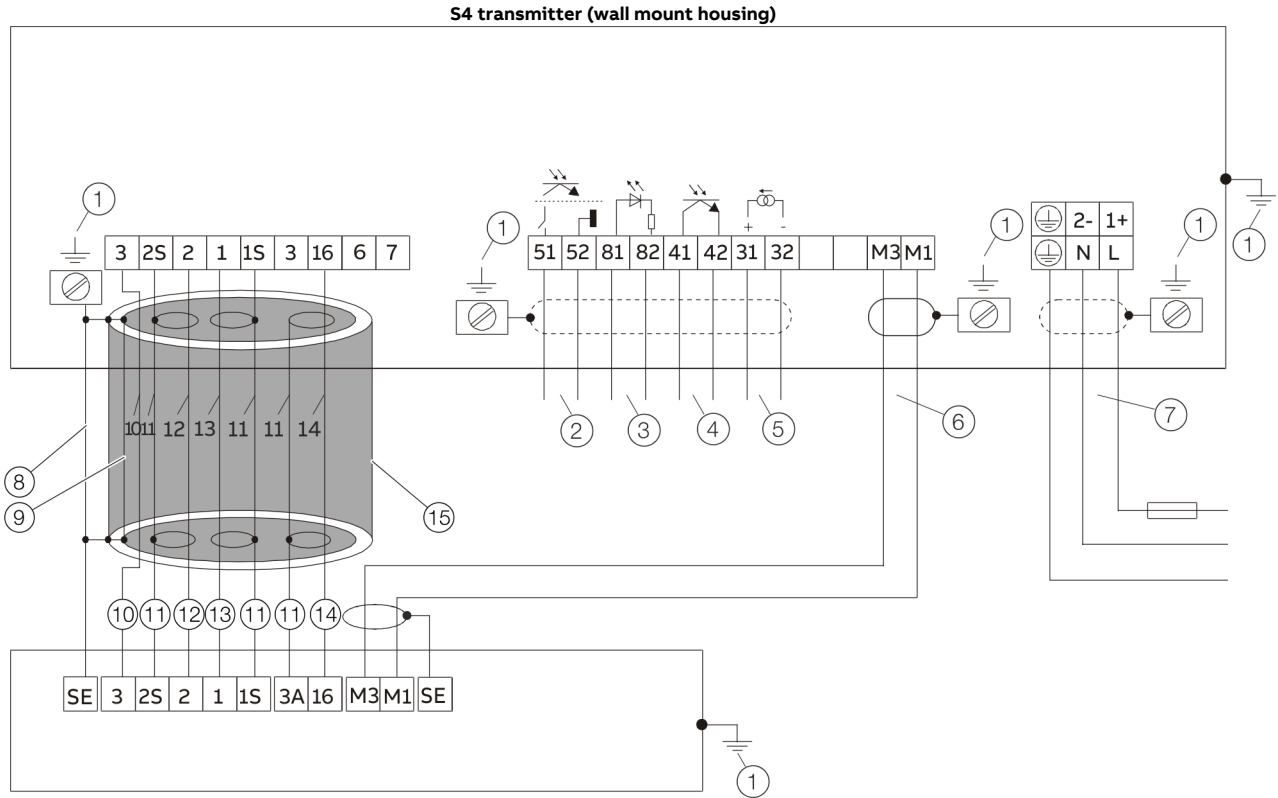 S4 transmitter (wall mount housing)
1
1
1
1
1
3 2S 2 1 1S 3 16 6 7
51 52 81 82 41 42 31 32 M3 M1
+ -
2- 1+
N L
10 11 12 13 11 11 14
2 3 4 5 6 7
8
9
15
10 11 12 13 11 11 14
SE 3 2S 2 1 1S 3A 16 M3 M1 SE
1